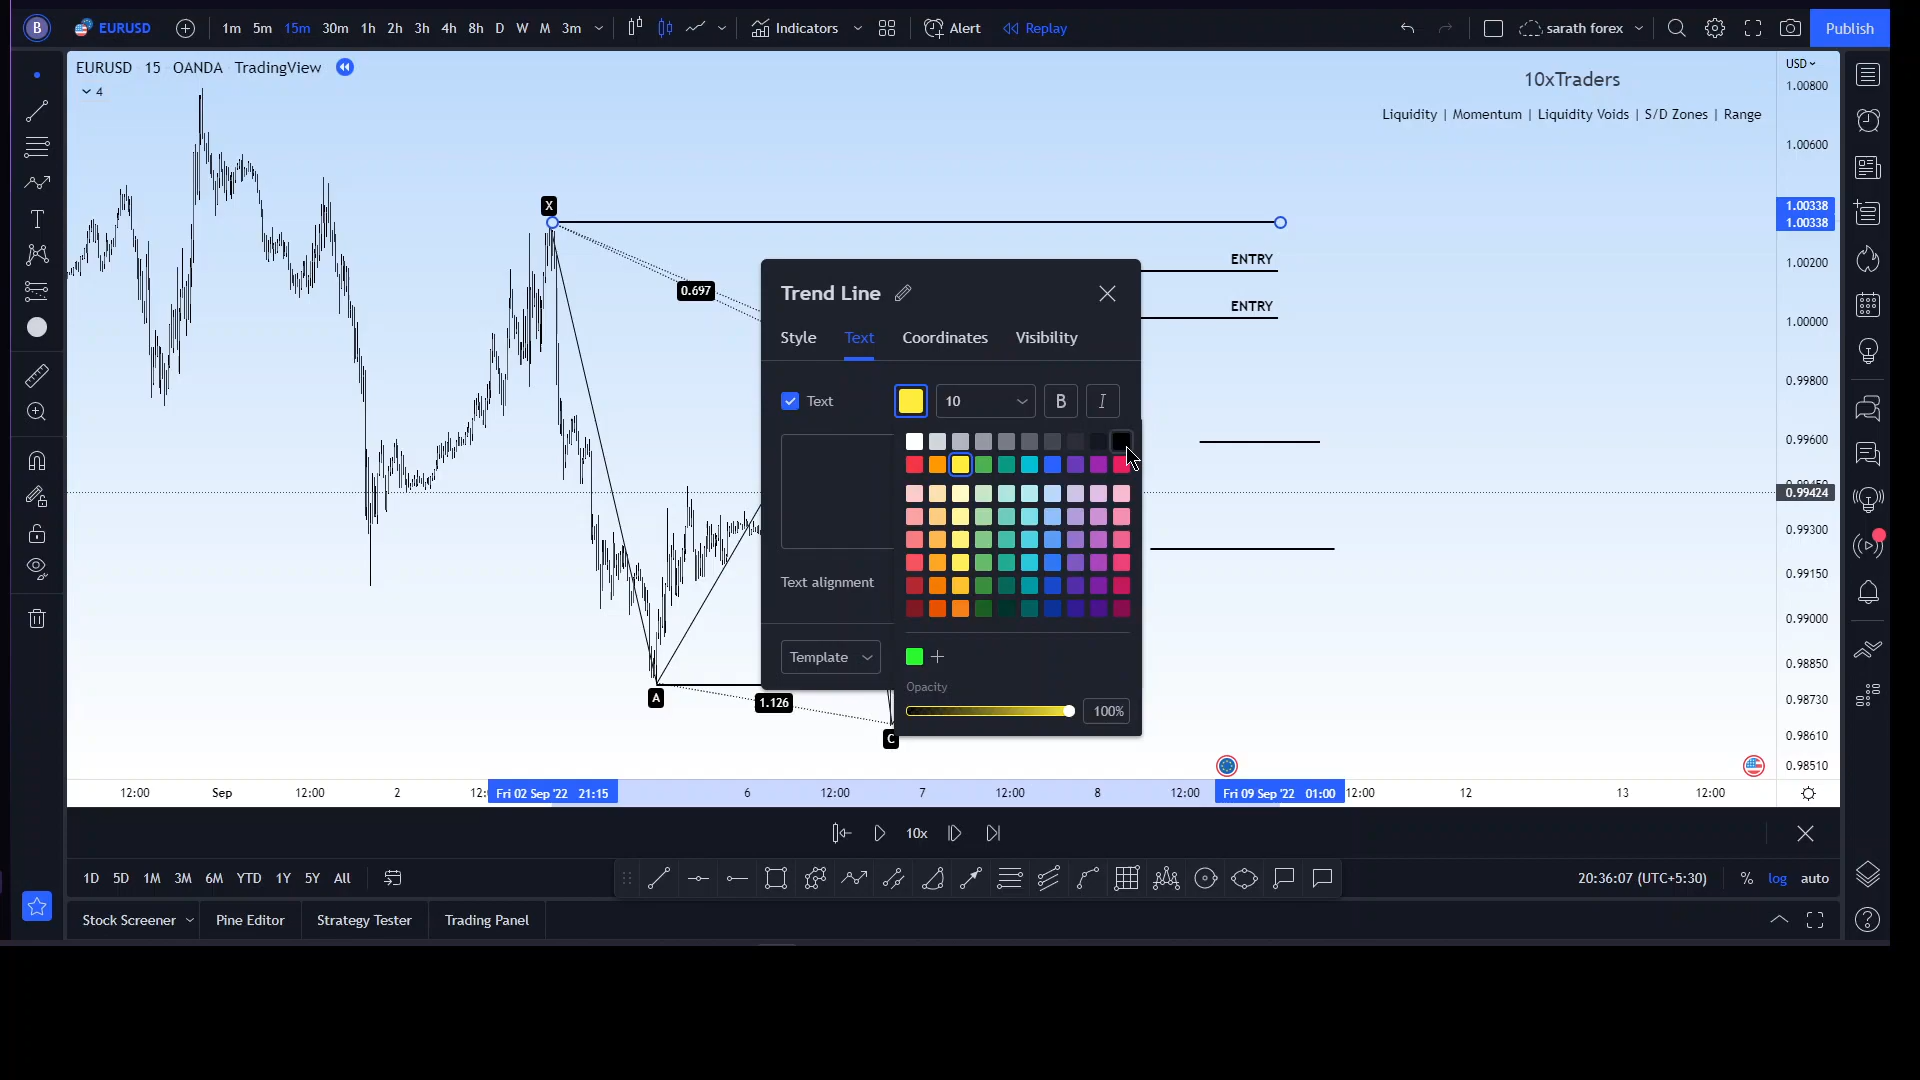 B EURUSD 1m 5m 15m 30m 1h 2h 3h 4h 8h D W M 3m Indicators Alert Replay sarath forex Publish
EURUSD 15 OANDA TradingView
4
10xTraders
Liquidity | Momentum | Liquidity Voids | S/D Zones | Range
USD
1.00800
1.00600
1.00338
1.00338
1.00200
1.00000
0.99800
0.99600
0.99424
0.99300
0.99150
0.99000
0.98850
0.98730
0.98610
0.98510
X
ENTRY
0.697
ENTRY
A
1.126
C
Trend Line
Style Text Coordinates Visibility
Text 10 B I
Text alignment
Template
Opacity
100%
12:00 Sep 12:00 2 Fri 02 Sep '22 21:15 6 12:00 7 12:00 8 12:00 Fri 09 Sep '22 01:00 12:00 12 13 12:00
10x
1D 5D 1M 3M 6M YTD 1Y 5Y All 20:36:07 (UTC+5:30) % log auto
Stock Screener Pine Editor Strategy Tester Trading Panel